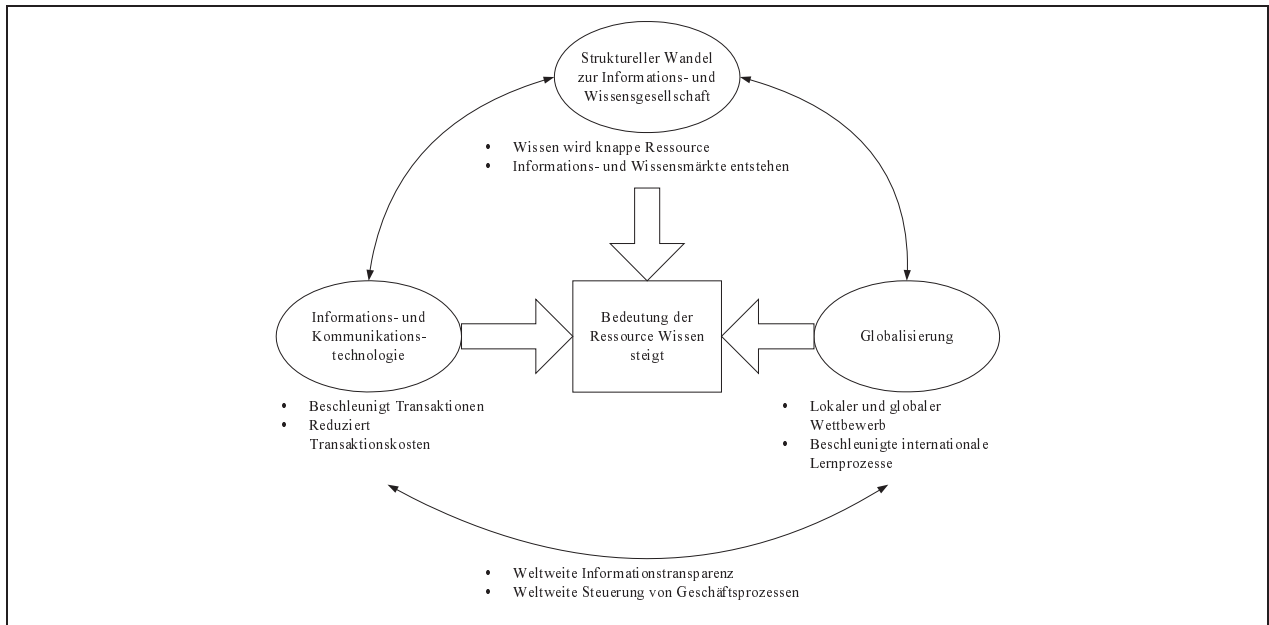 Struktureller Wandel
zur Informations- und
Wissensgesellschaft
• Wissen wird knappe Ressource
• Informations- und Wissensmärkte entstehen
Informations- und
Kommunikations-
technologie
Bedeutung der
Ressource Wissen
steigt
Globalisierung
• Beschleunigt Transaktionen
• Reduziert
Transaktionskosten
• Lokaler und globaler
Wettbewerb
• Beschleunigte internationale
Lernprozesse
• Weltweite Informationstransparenz
• Weltweite Steuerung von Geschäftsprozessen